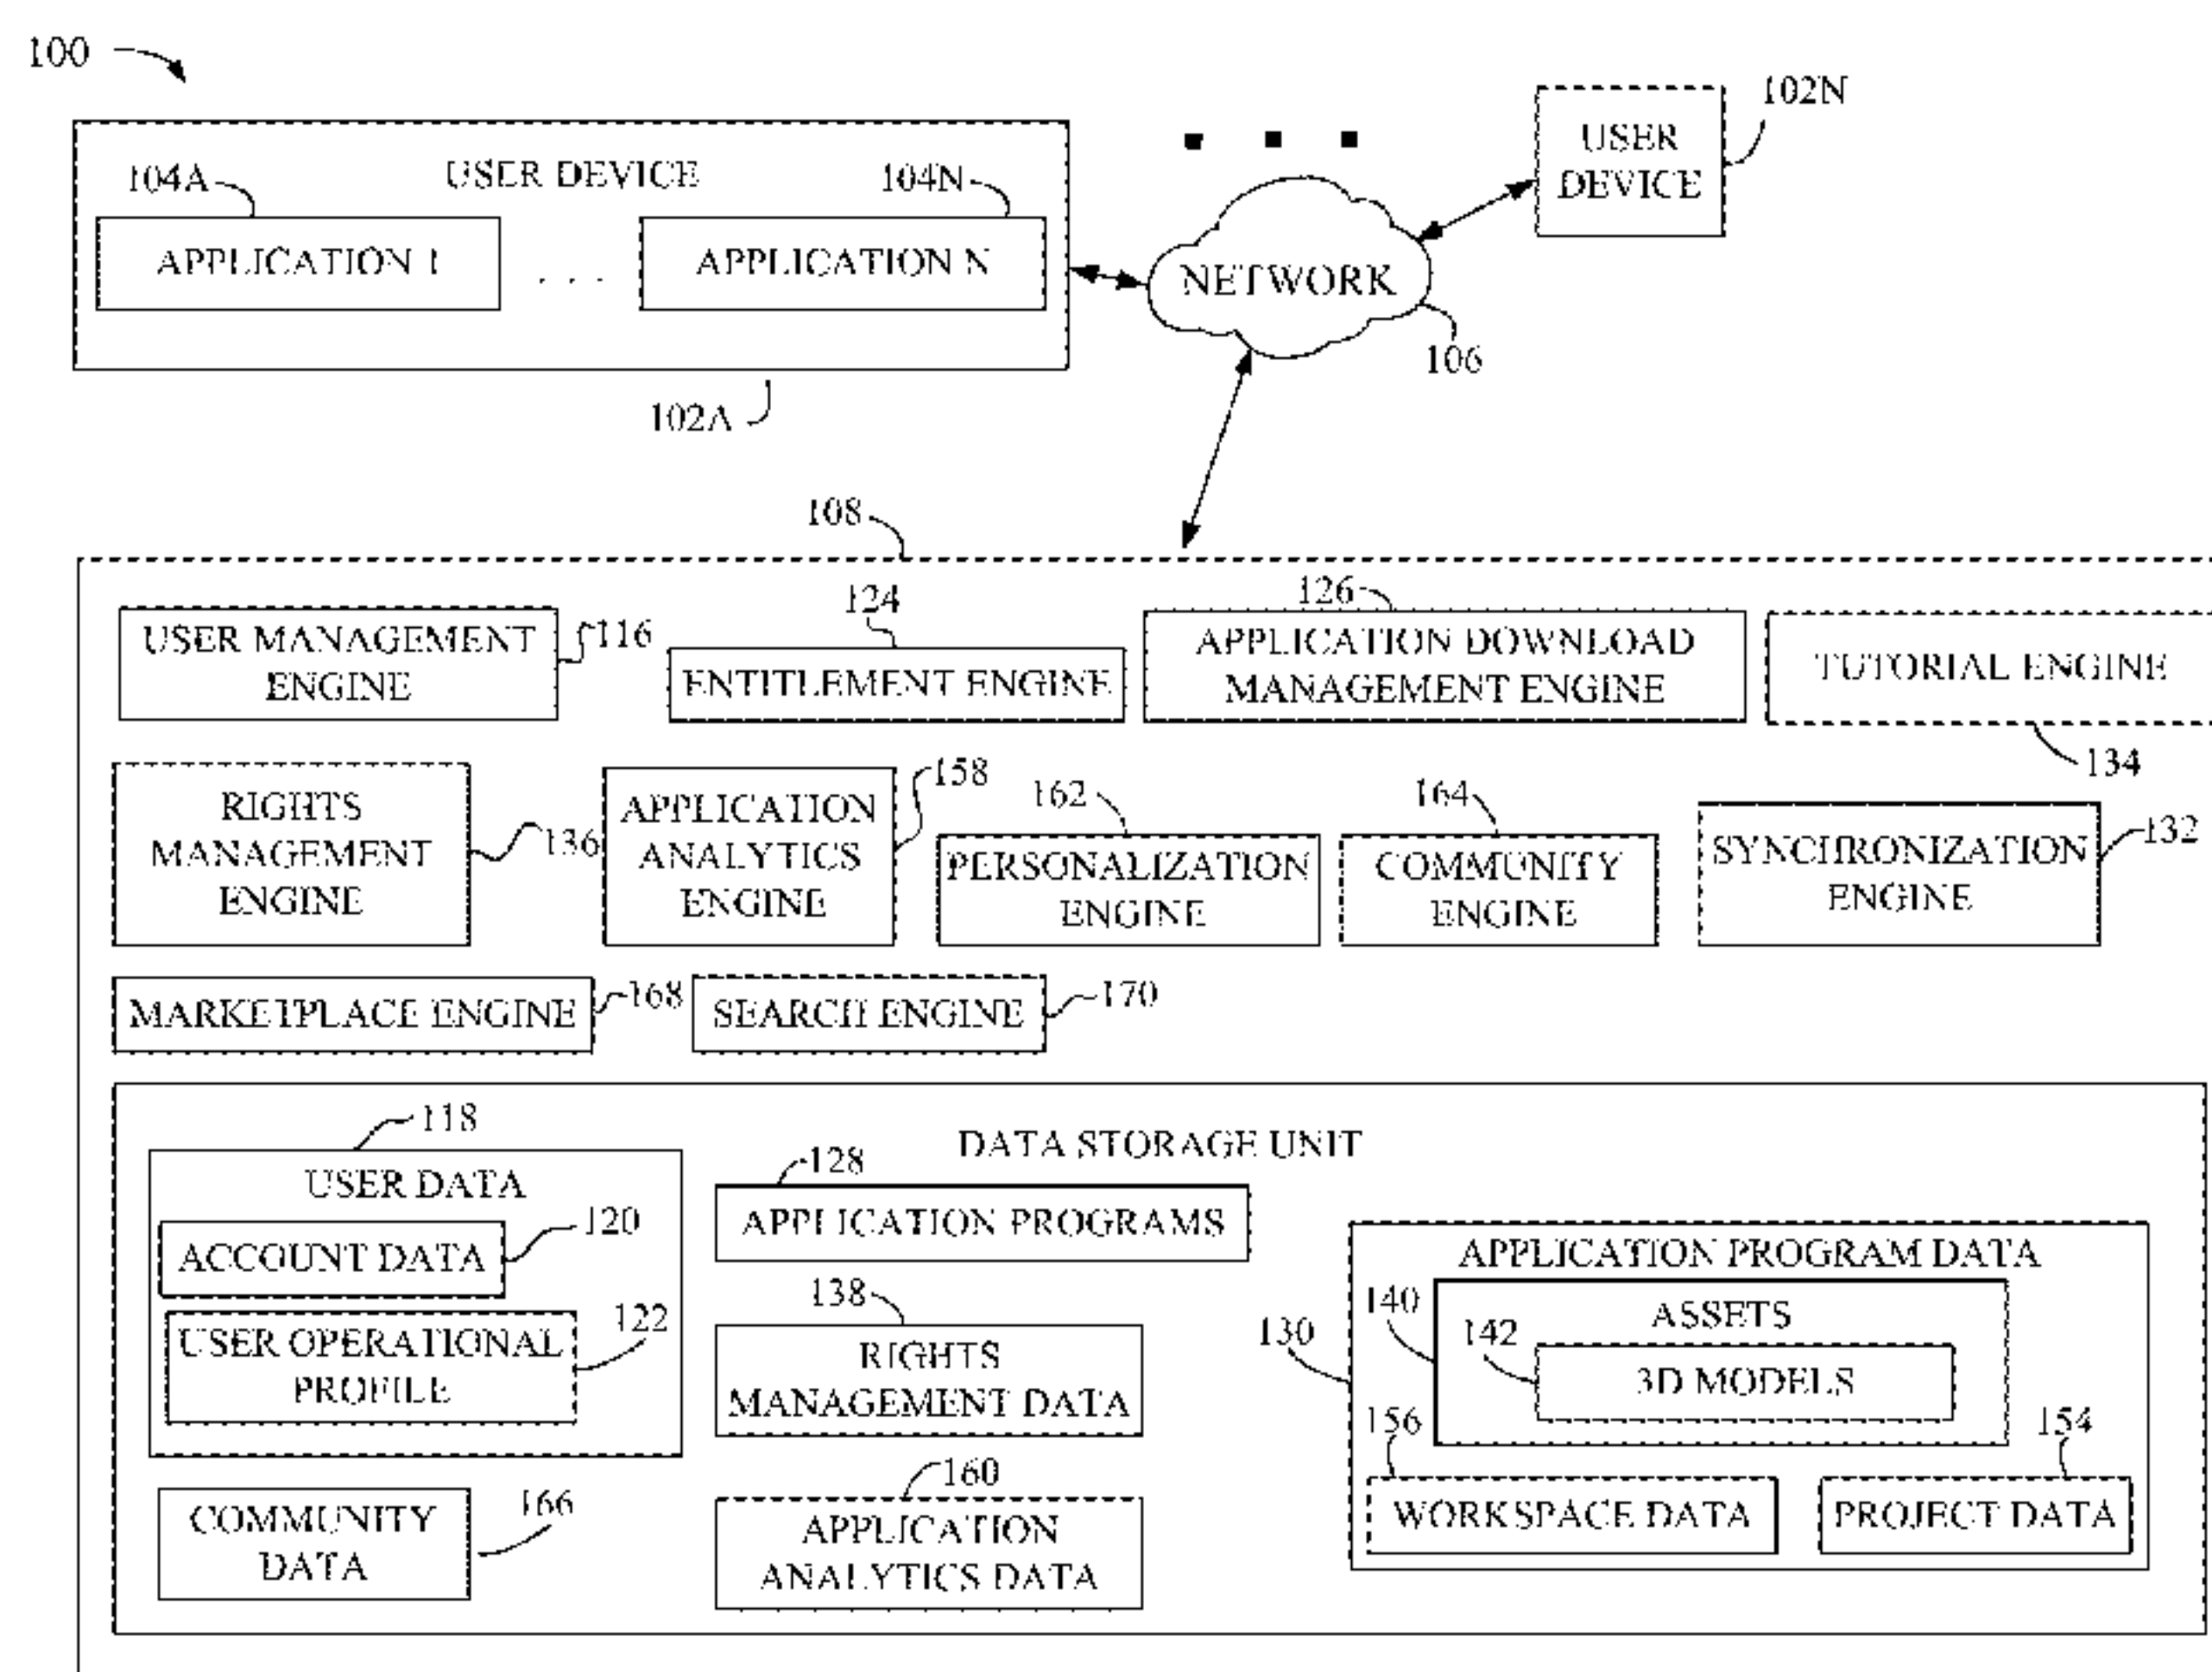 100
102N
USER
DEVICE
USER DEVICE
104A
104N
APPLICATION 1
. . .
APPLICATION N
NETWORK
106
102A
108
124
126
USER MANAGEMENT
ENGINE
116
ENTITLEMENT ENGINE
APPLICATION DOWNLOAD
MANAGEMENT ENGINE
TUTORIAL ENGINE
134
RIGHTS
MANAGEMENT
ENGINE
136
APPLICATION
ANALYTICS
ENGINE
158
162
PERSONALIZATION
ENGINE
164
COMMUNITY
ENGINE
SYNCHRONIZATION
ENGINE
132
MARKETPLACE ENGINE
168
SEARCH ENGINE
170
DATA STORAGE UNIT
118
USER DATA
ACCOUNT DATA
120
USER OPERATIONAL
PROFILE
122
COMMUNITY
DATA
166
128
APPLICATION PROGRAMS
138
RIGHTS
MANAGEMENT DATA
160
APPLICATION
ANALYTICS DATA
130
APPLICATION PROGRAM DATA
140
ASSETS
142
3D MODELS
156
WORKSPACE DATA
154
PROJECT DATA